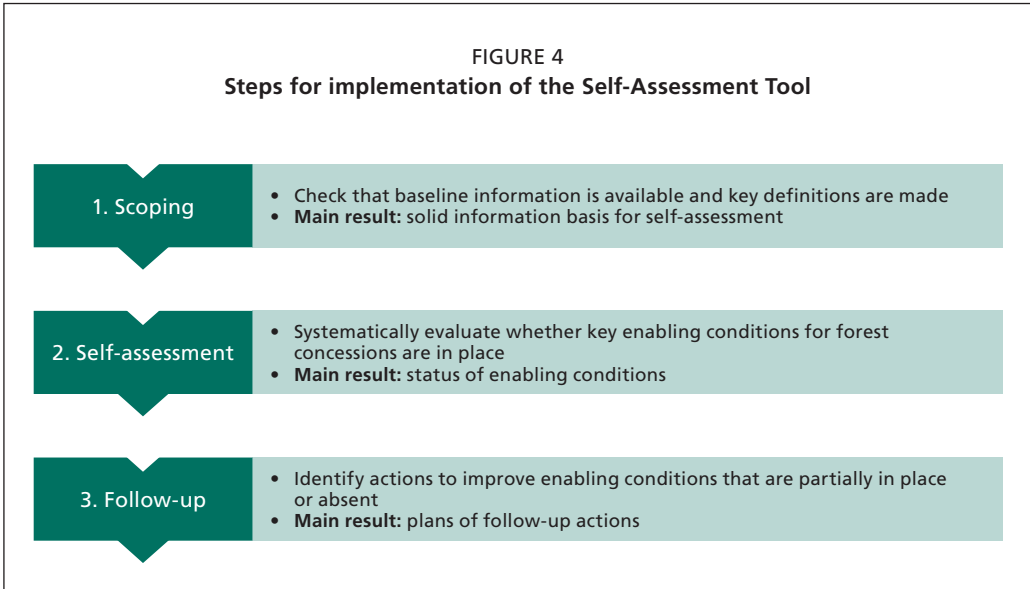 FIGURE 4
Steps for implementation of the Self-Assessment Tool
1. Scoping
• Check that baseline information is available and key definitions are made
• Main result: solid information basis for self-assessment
2. Self-assessment
• Systematically evaluate whether key enabling conditions for forest
concessions are in place
• Main result: status of enabling conditions
3. Follow-up
• Identify actions to improve enabling conditions that are partially in place
or absent
• Main result: plans of follow-up actions